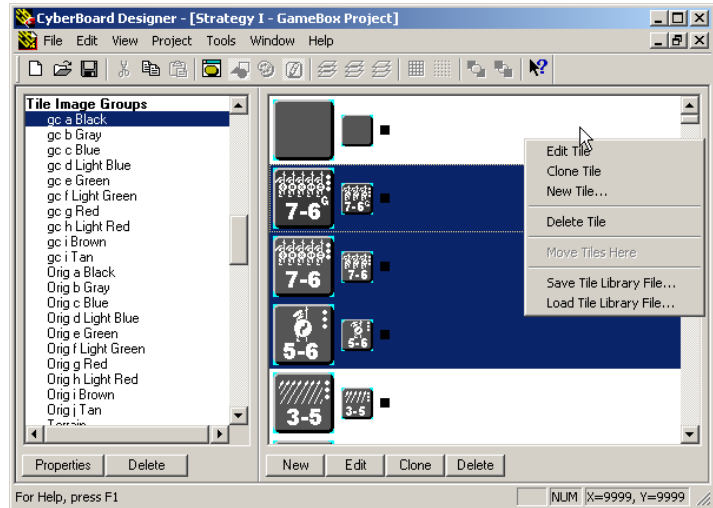 CyberBoard Designer - [Strategy I - GameBox Project]
File Edit View Project Tools Window Help
Tile Image Groups
gc a Black
gc b Gray
gc c Blue
gc d Light Blue
gc e Green
gc f Light Green
gc g Red
gc h Light Red
gc i Brown
gc i Tan
Orig a Black
Orig b Gray
Orig c Blue
Orig d Light Blue
Orig e Green
Orig f Light Green
Orig g Red
Orig h Light Red
Orig i Brown
Orig j Tan
Terrain
Properties Delete
7-6 G 7-6 G
7-6 7-6
5-6 5-6
3-5 3-5
Edit Tile
Clone Tile
New Tile...
Delete Tile
Move Tiles Here
Save Tile Library File...
Load Tile Library File...
New Edit Clone Delete
For Help, press F1
NUM X=9999, Y=9999